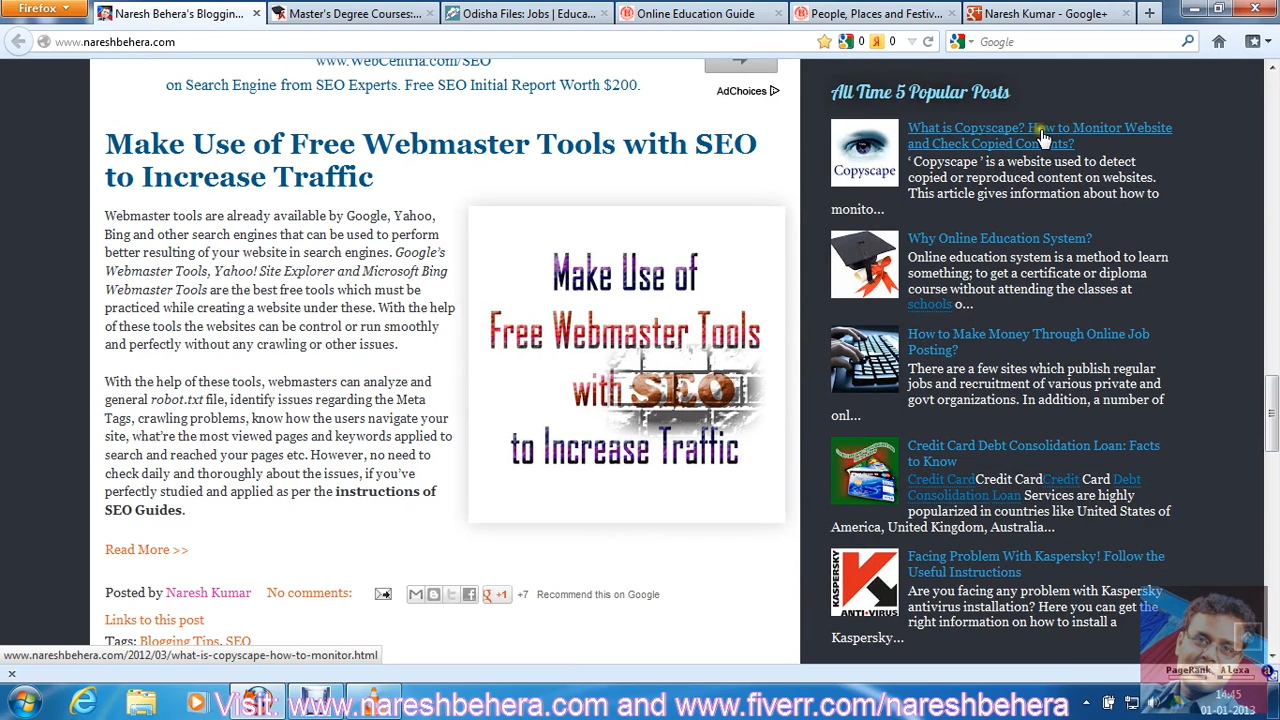 Firefox
Naresh Behera's Bloggin...
Master's Degree Courses:...
Odisha Files: Jobs | Educa...
Online Education Guide
People, Places and Festiv...
Naresh Kumar - Google+
www.nareshbehera.com
0
0
Google
www.WebCentria/SEO
on Search Engine from SEO Experts. Free SEO Initial Report Worth $200.
AdChoices
Make Use of Free Webmaster Tools with SEO
to Increase Traffic
Webmaster tools are already available by Google, Yahoo,
Bing and other search engines that can be used to perform
better resulting of your website in search engines. Google's
Webmaster Tools, Yahoo! Site Explorer and Microsoft Bing
Webmaster Tools are the best free tools which must be
practiced while creating a website under these. With the help
of these tools the websites can be control or run smoothly
and perfectly without any crawling or other issues.
With the help of these tools, webmasters can analyze and
general robot.txt file, identify issues regarding the Meta
Tags, crawling problems, know how the users navigate your
site, what's the most viewed pages and keywords applied to
search and reached your pages etc. However, no need to
check daily and thoroughly about the issues, if you've
perfectly studied and applied as per the instructions of
SEO Guides.
Make Use of
Free Webmaster Tools
with SEO
to Increase Traffic
Read More >>
Posted by Naresh Kumar No comments:
+1 +7 Recommend this on Google
Links to this post
Tags: Blogging Tips, SEO
All Time 5 Popular Posts
Copyscape
What is Copyscape? How to Monitor Website
and Check Copied Contents?
‘ Copyscape ’ is a website used to detect
copied or reproduced content on websites.
This article gives information about how to
monito...
Why Online Education System?
Online education system is a method to learn
something; to get a certificate or diploma
course without attending the classes at
schools o...
How to Make Money Through Online Job
Posting?
There are a few sites which publish regular
jobs and recruitment of various private and
govt organizations. In addition, a number of
onl...
Credit Card Debt Consolidation Loan: Facts
to Know
Credit CardCredit CardCredit Card Debt
Consolidation Loan Services are highly
popularized in countries like United States of
America, United Kingdom, Australia...
KASPERSKY
ANTI-VIRUS
Facing Problem With Kaspersky! Follow the
Useful Instructions
Are you facing any problem with Kaspersky
antivirus installation? Here you can get the
right information on how to install a
Kaspersky...
www.nareshbehera.com/2012/03/what-is-copyscape-how-to-monitor.html
PageRank Alexa
Visit: www.nareshbehera.com and www.fiverr.com/nareshbehera
14:45
01-01-2013